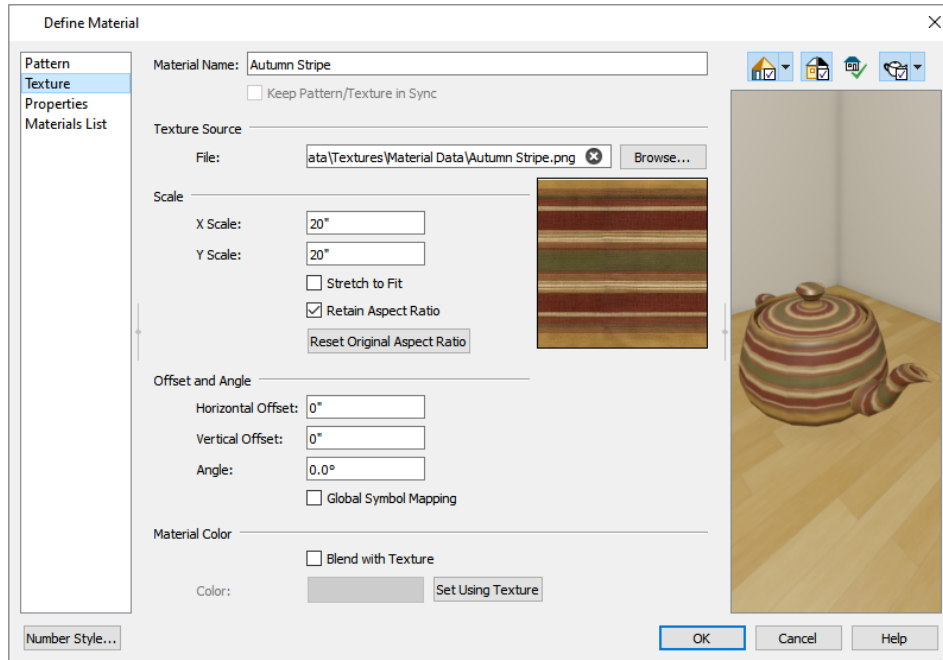 Define Material
Pattern
Texture
Properties
Materials List
Material Name: Autumn Stripe
Keep Pattern/Texture in Sync
Texture Source
File: ata\Textures\Material Data\Autumn Stripe.png Browse...
Scale
X Scale: 20"
Y Scale: 20"
Stretch to Fit
Retain Aspect Ratio
Reset Original Aspect Ratio
Offset and Angle
Horizontal Offset: 0"
Vertical Offset: 0"
Angle: 0.0°
Global Symbol Mapping
Material Color
Blend with Texture
Color: Set Using Texture
Number Style... OK Cancel Help